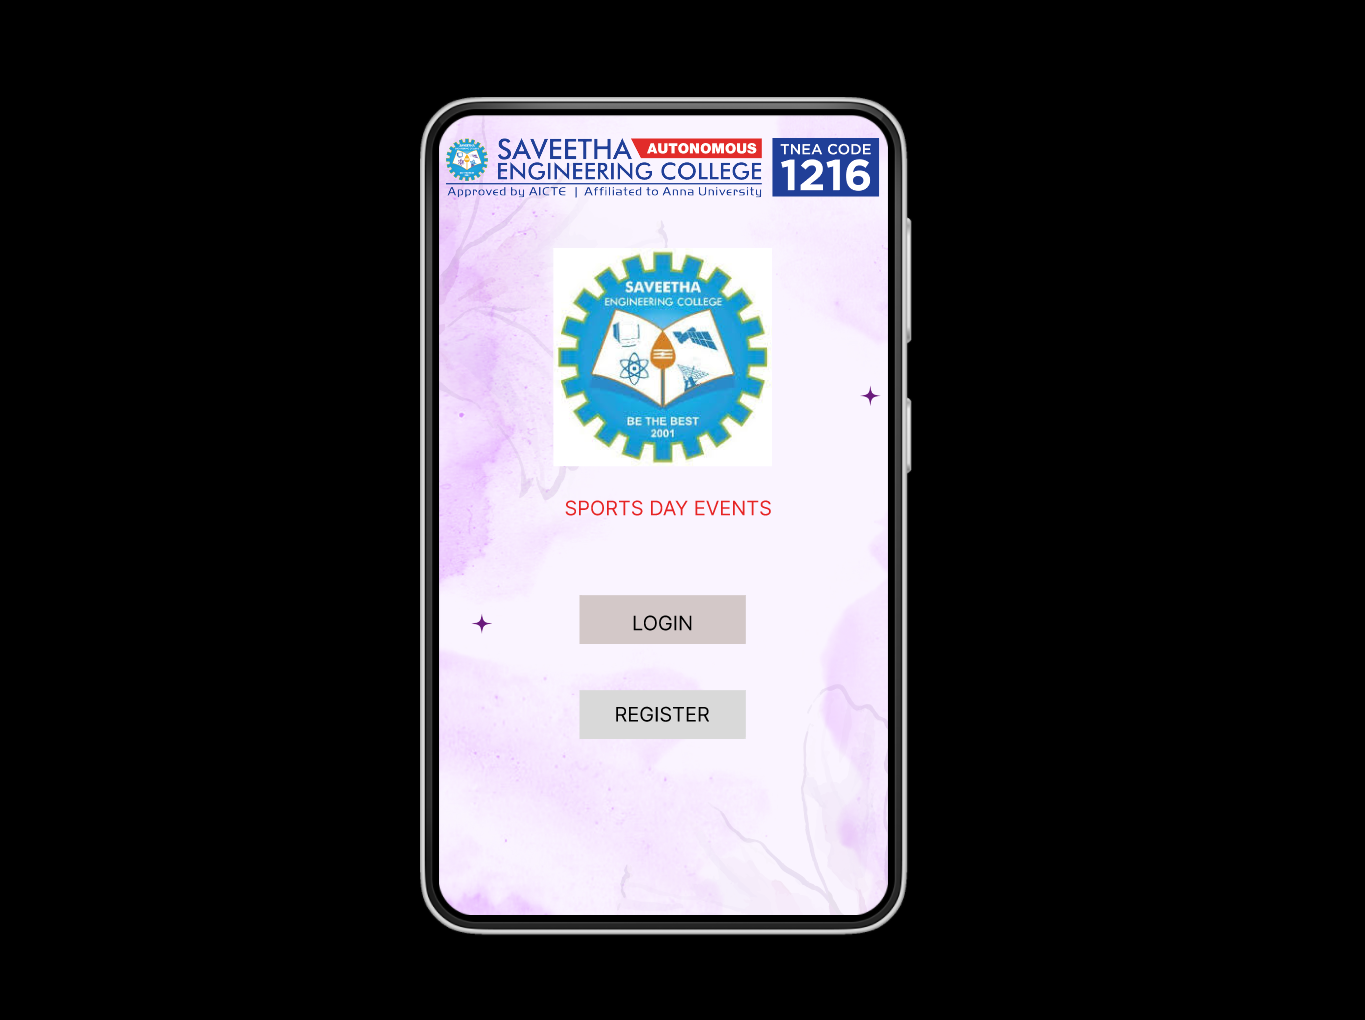 SAVEETHA AUTONOMOUS
ENGINEERING COLLEGE
Approved by AICTE | Affiliated to Anna University
TNEA CODE
1216
SAVEETHA
ENGINEERING COLLEGE
BE THE BEST
2001
SPORTS DAY EVENTS
LOGIN
REGISTER